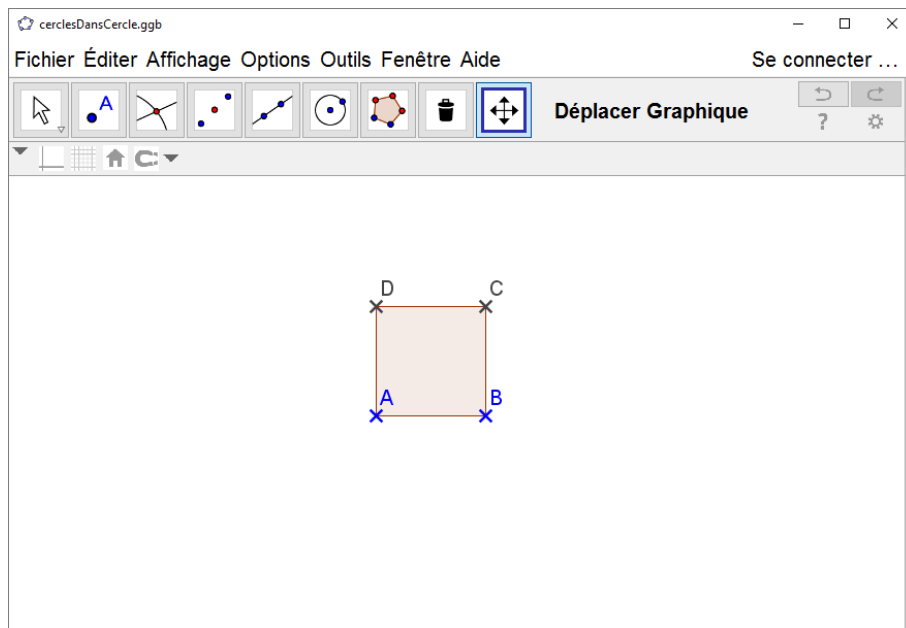 cerclesDansCercle.ggb
Fichier Éditer Affichage Options Outils Fenêtre Aide Se connecter ...
A Déplacer Graphique ?
D C
A B